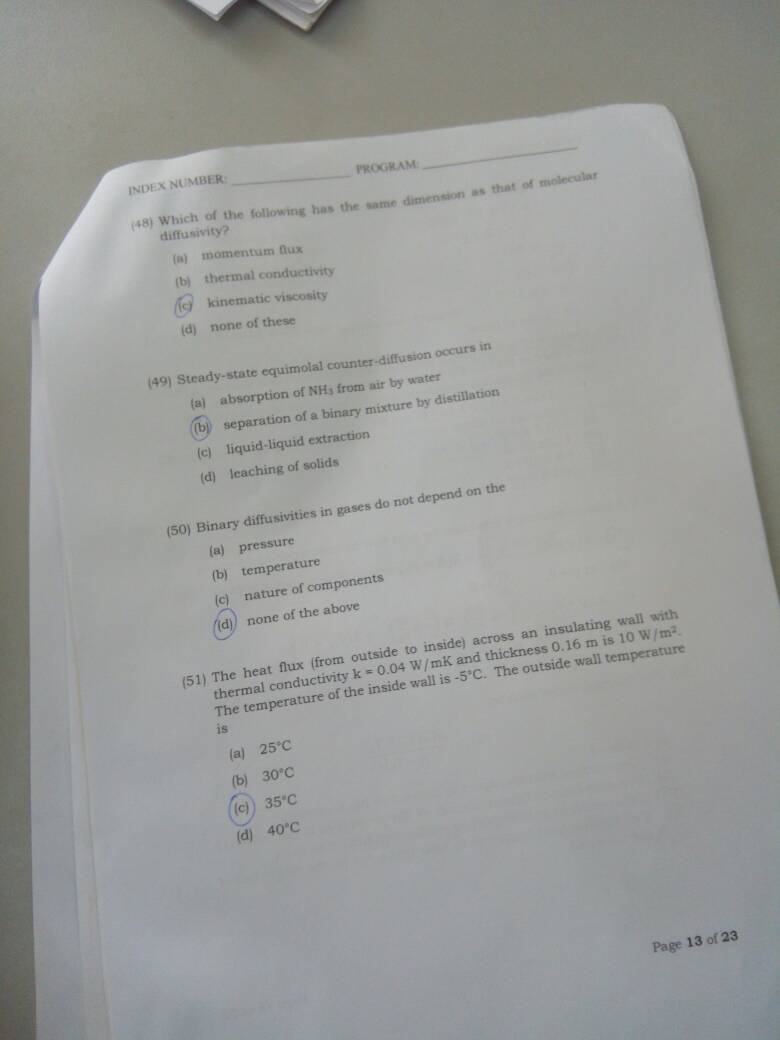 INDEX NUMBER: ____________ PROGRAM: ____________
(48) Which of the following has the same dimension as that of molecular
diffusivity?
(a) momentum flux
(b) thermal conductivity
(c) kinematic viscosity
(d) none of these
(49) Steady-state equimolal counter-diffusion occurs in
(a) absorption of NH₃ from air by water
(b) separation of a binary mixture by distillation
(c) liquid-liquid extraction
(d) leaching of solids
(50) Binary diffusivities in gases do not depend on the
(a) pressure
(b) temperature
(c) nature of components
(d) none of the above
(51) The heat flux (from outside to inside) across an insulating wall with
thermal conductivity k = 0.04 W/mK and thickness 0.16 m is 10 W/m².
The temperature of the inside wall is -5°C. The outside wall temperature
is
(a) 25°C
(b) 30°C
(c) 35°C
(d) 40°C
Page 13 of 23